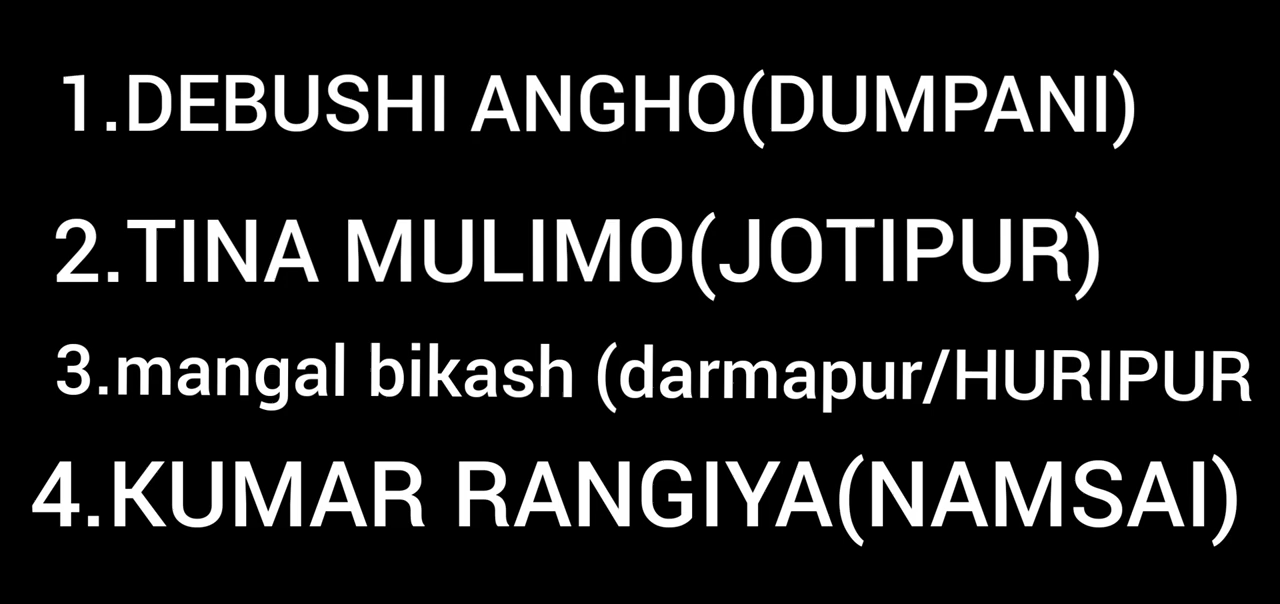 1.DEBUSHI ANGHO(DUMPANI)
2.TINA MULIMO(JOTIPUR)
3.mangal bikash (darmapur/HURIPUR
4.KUMAR RANGIYA(NAMSAI)